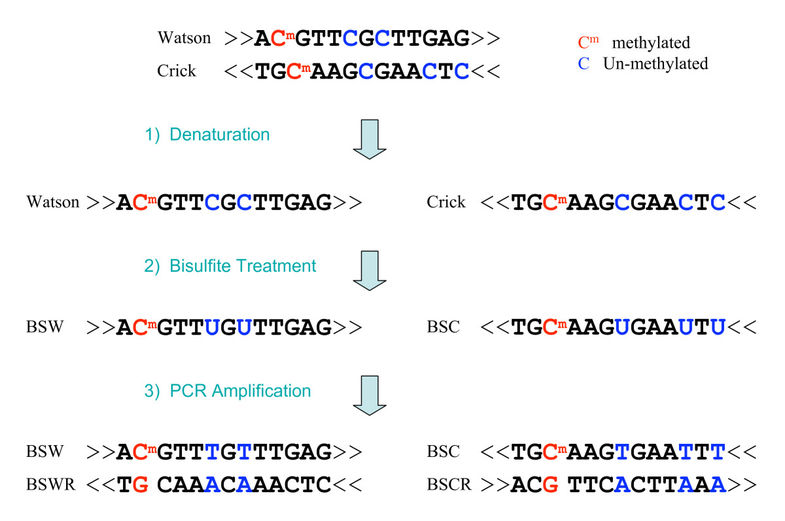 Watson >>ACᵐGTTCGCTTGAG>>
Crick <<TGCᵐAAGCGAACTC<<
Cᵐ methylated
C Un-methylated
1) Denaturation
Watson >>ACᵐGTTCGCTTGAG>> Crick <<TGCᵐAAGCGAACTC<<
2) Bisulfite Treatment
BSW >>ACᵐGTTUGUTTGAG>> BSC <<TGCᵐAAGUGAAUTU<<
3) PCR Amplification
BSW >>ACᵐGTTTGTTTGAG>> BSC <<TGCᵐAAGTGAATTT<<
BSWR <<TG CAAACAAACTC<< BSCR >>ACG TTCACTTAAA>>